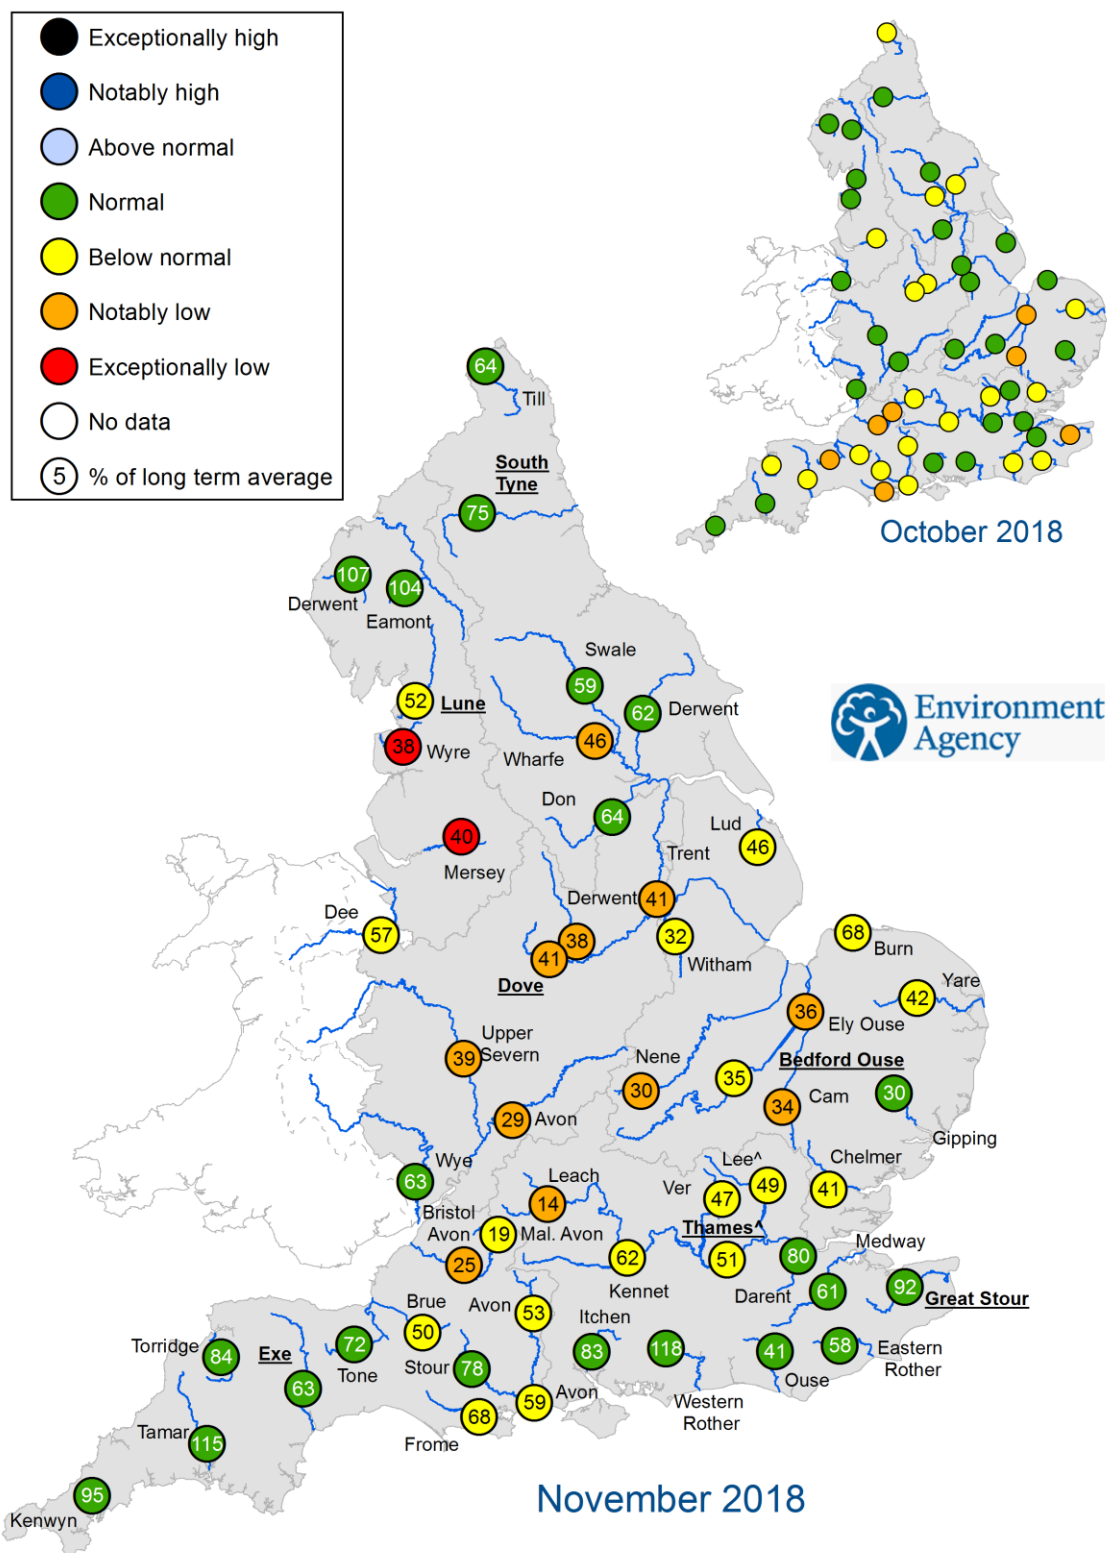 Exceptionally high
Notably high
Above normal
Normal
Below normal
Notably low
Exceptionally low
No data
5 % of long term average
October 2018
64
Till
South
Tyne
75
107
104
Derwent
Eamont
Swale
59
52
Lune
62
Derwent
38
Wyre
46
Wharfe
Environment
Agency
Don
64
Lud
46
40
Mersey
Trent
Derwent
41
Dee
57
38
41
32
Witham
Dove
68
Burn
Yare
42
36
Ely Ouse
Upper
Severn
39
Nene
30
Bedford Ouse
35
34
Cam
30
Gipping
29
Avon
Wye
63
Leach
14
Lee^
Ver
47
49
Chelmer
41
Bristol
Avon
19
Mal. Avon
25
Thames^
51
62
Kennet
Medway
80
Darent
61
92
Great Stour
Brue
50
Avon
53
Itchen
83
118
Western
Rother
41
Ouse
58
Eastern
Rother
Torridge
84
Exe
63
72
Tone
Stour
78
59
Avon
68
Frome
Tamar
115
95
Kenwyn
November 2018